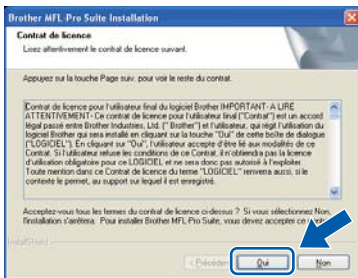 Brother MFL-Pro Suite Installation
Contrat de licence
Lisez attentivement le contrat de licence suivant.
Appuyez sur la touche Page suiv. pour voir le reste du contrat.
Contrat de licence pour l'utilisateur final du logiciel Brother IMPORTANT- A LIRE
ATTENTIVEMENT- Ce contrat de licence pour l'utilisateur final ("Contrat") est un accord
légal passé entre Brother Industries, Ltd. ("Brother") et l'utilisateur, qui régit l'utilisation du
logiciel Brother qui sera installé en cliquant sur la touche "Oui" de cette boîte de dialogue
("LOGICIEL"). En cliquant sur "Oui", l'utilisateur accepte d'être lié aux modalités de ce
Contrat. Si l'utilisateur refuse les conditions de ce Contrat, il n'obtiendra pas la licence
d'utilisation obligatoire pour ce LOGICIEL et ne sera donc pas autorisé à l'exploiter.
Toute mention dans ce Contrat de licence du terme "LOGICIEL" renverra aussi, si le
contexte le permet, au support sur lequel il est enregistré.
Acceptez-vous tous les termes du contrat de licence ci-dessus ? Si vous sélectionnez Non,
l'installation s'arrêtera. Pour installer Brother MFL-Pro Suite, vous devez accepter ce
InstallShield
< Précédent
Oui
Non